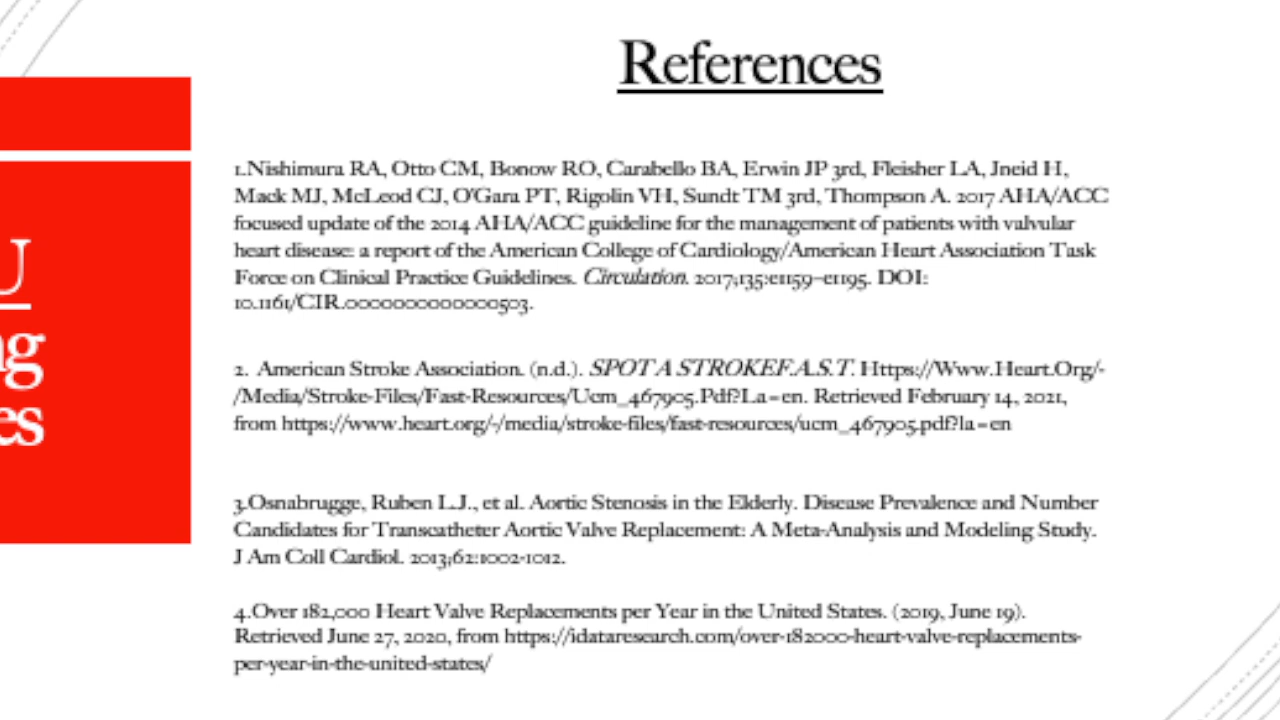 References
U
ng
es
1.Nishimura RA, Otto CM, Bonow RO, Carabello BA, Erwin JP 3rd, Fleisher LA, Jneid H,
Mack MJ, McLeod CJ, O'Gara PT, Rigolin VH, Sundt TM 3rd, Thompson A. 2017 AHA/ACC
focused update of the 2014 AHA/ACC guideline for the management of patients with valvular
heart disease: a report of the American College of Cardiology/American Heart Association Task
Force on Clinical Practice Guidelines. Circulation. 2017;135:e1159–e1195. DOI:
10.1161/CIR.0000000000000503.
2. American Stroke Association. (n.d.). SPOT A STROKEF.A.S.T. Https://Www.Heart.Org/-
/Media/Stroke-Files/Fast-Resources/Ucm_467905.Pdf?La=en. Retrieved February 14, 2021,
from https://www.heart.org/-/media/stroke-files/fast-resources/ucm_467905.pdf?la=en
3.Osnabrugge, Ruben L.J., et al. Aortic Stenosis in the Elderly. Disease Prevalence and Number
Candidates for Transcatheter Aortic Valve Replacement: A Meta-Analysis and Modeling Study.
J Am Coll Cardiol. 2013;62:1002-1012.
4.Over 182,000 Heart Valve Replacements per Year in the United States. (2019, June 19).
Retrieved June 27, 2020, from https://idataresearch.com/over-182000-heart-valve-replacements-
per-year-in-the-united-states/